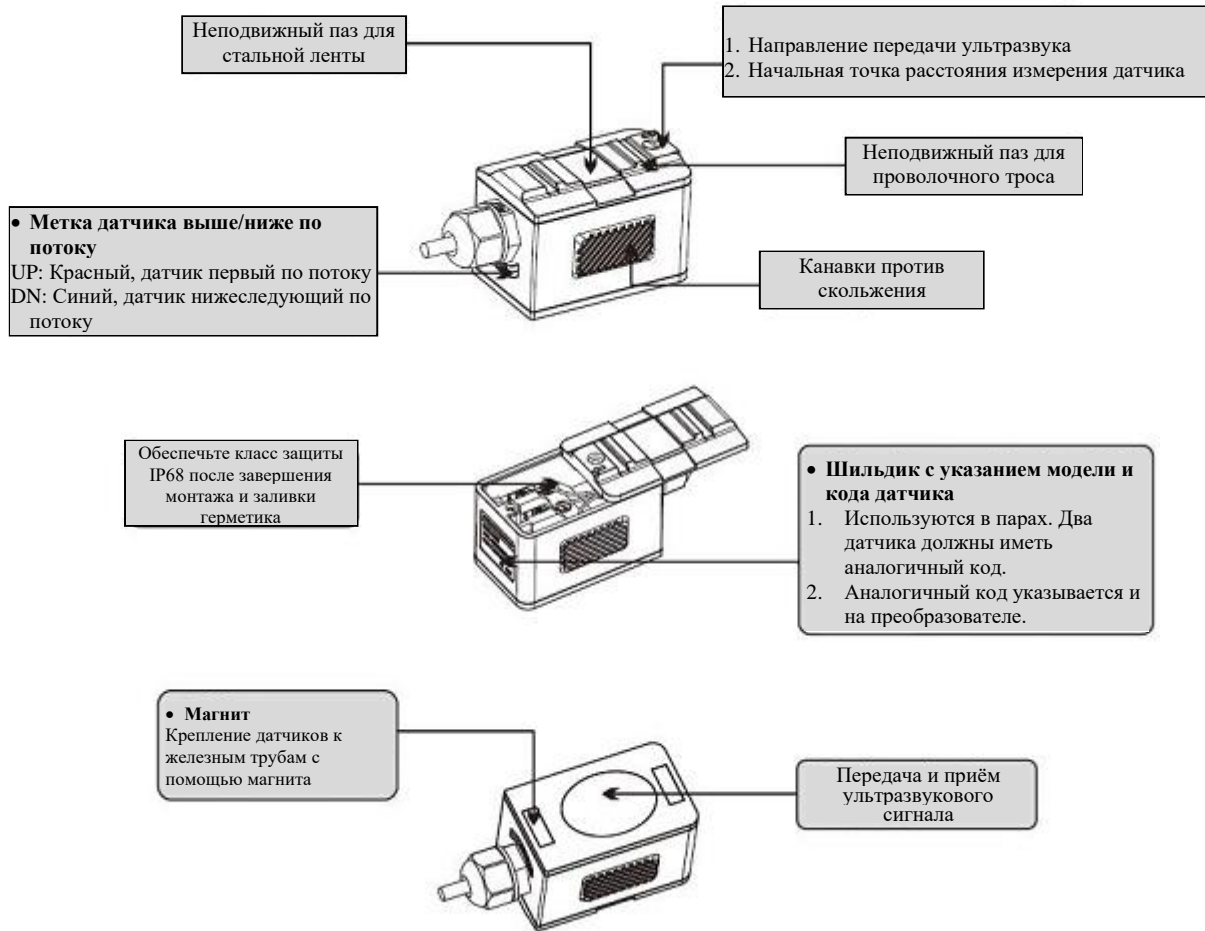 Неподвижный паз для
стальной ленты
1. Направление передачи ультразвука
2. Начальная точка расстояния измерения датчика
Неподвижный паз для
проволочного троса
• Метка датчика выше/ниже по
потоку
UP: Красный, датчик первый по потоку
DN: Синий, датчик нижеследующий по
потоку
Канавки против
скольжения
Обеспечьте класс защиты
IP68 после завершения
монтажа и заливки
герметика
• Шильдик с указанием модели и
кода датчика
1. Используются в парах. Два
датчика должны иметь
аналогичный код.
2. Аналогичный код указывается и
на преобразователе.
• Магнит
Крепление датчиков к
железным трубам с
помощью магнита
Передача и приём
ультразвукового
сигнала